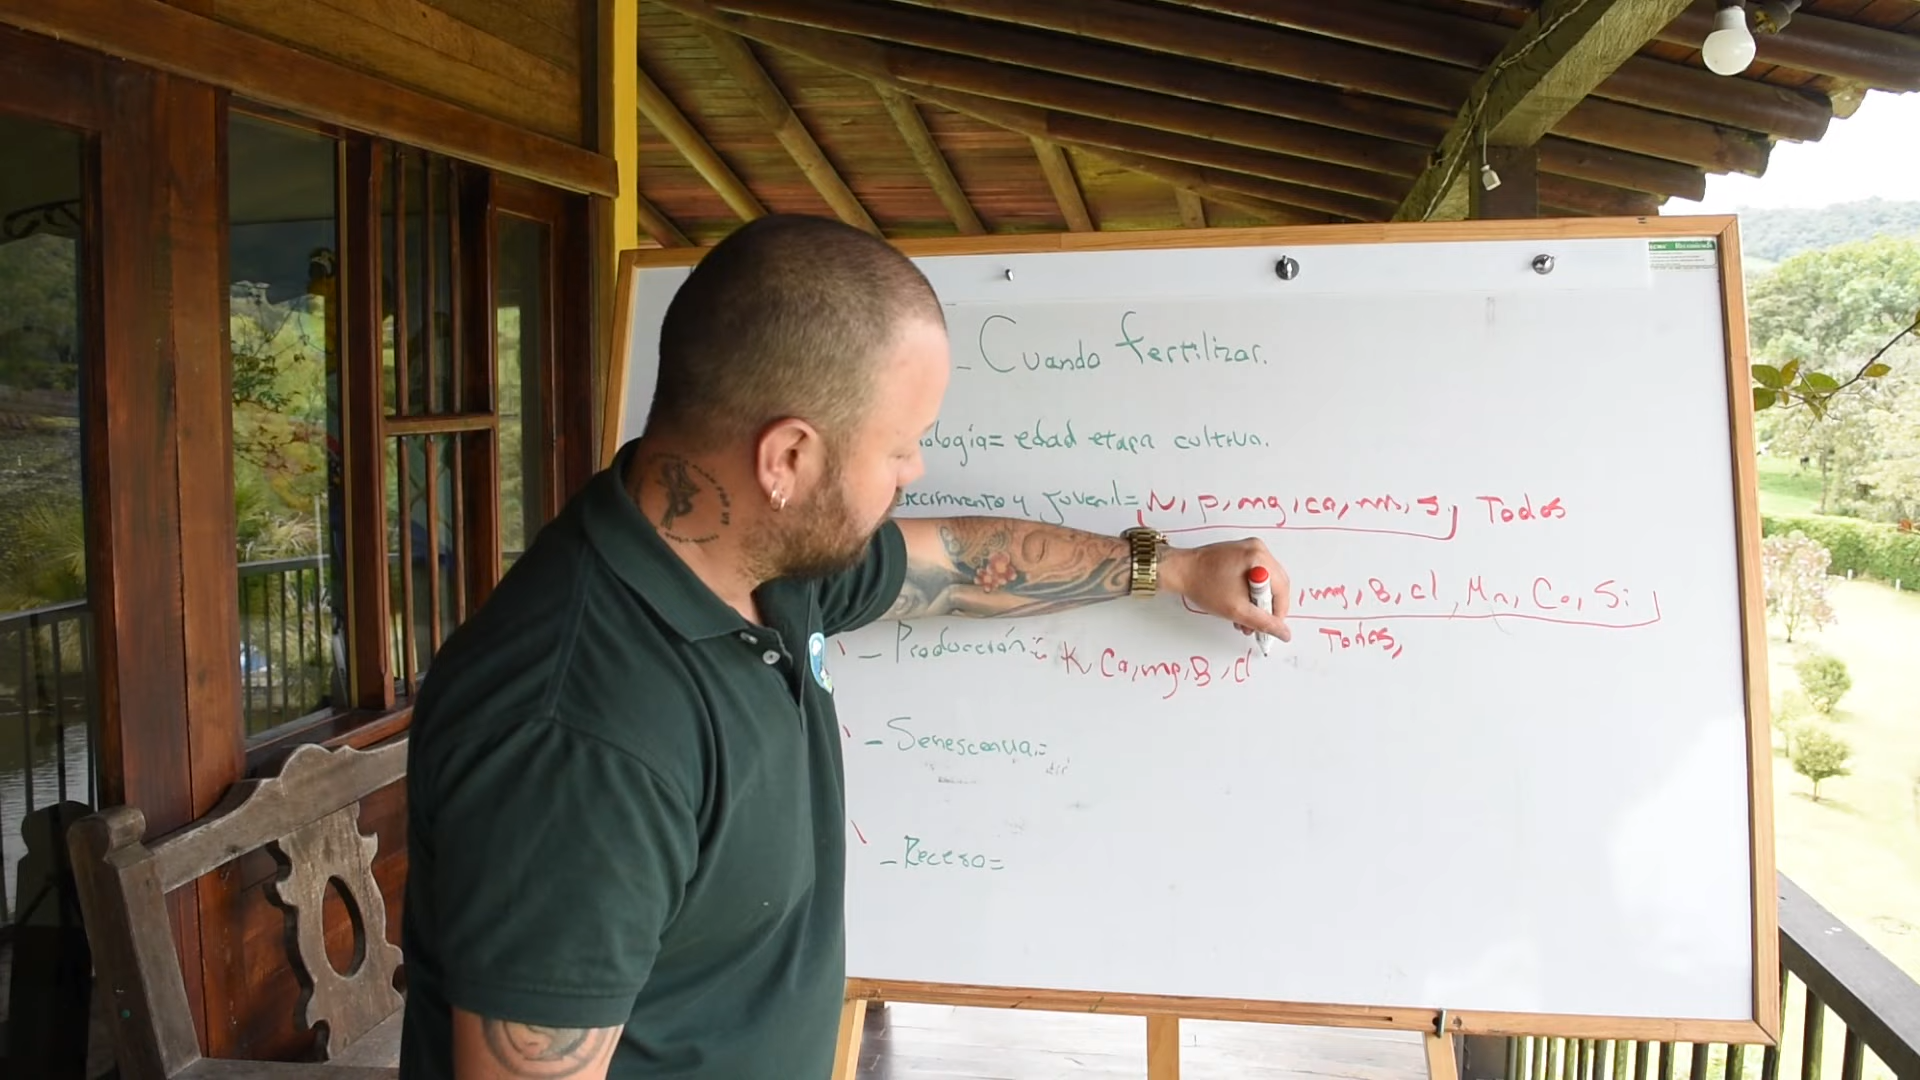 - Cuando fertilizar.
ología= edad etapa cultivo.
crecimiento y juvenil= N, P, mg, ca, mn, S, Todos
, mg, B, cl, Mn, Co, Si
Todos,
- Producción: K, Ca, mg, B, cl
- Senescencia=
- Receso=